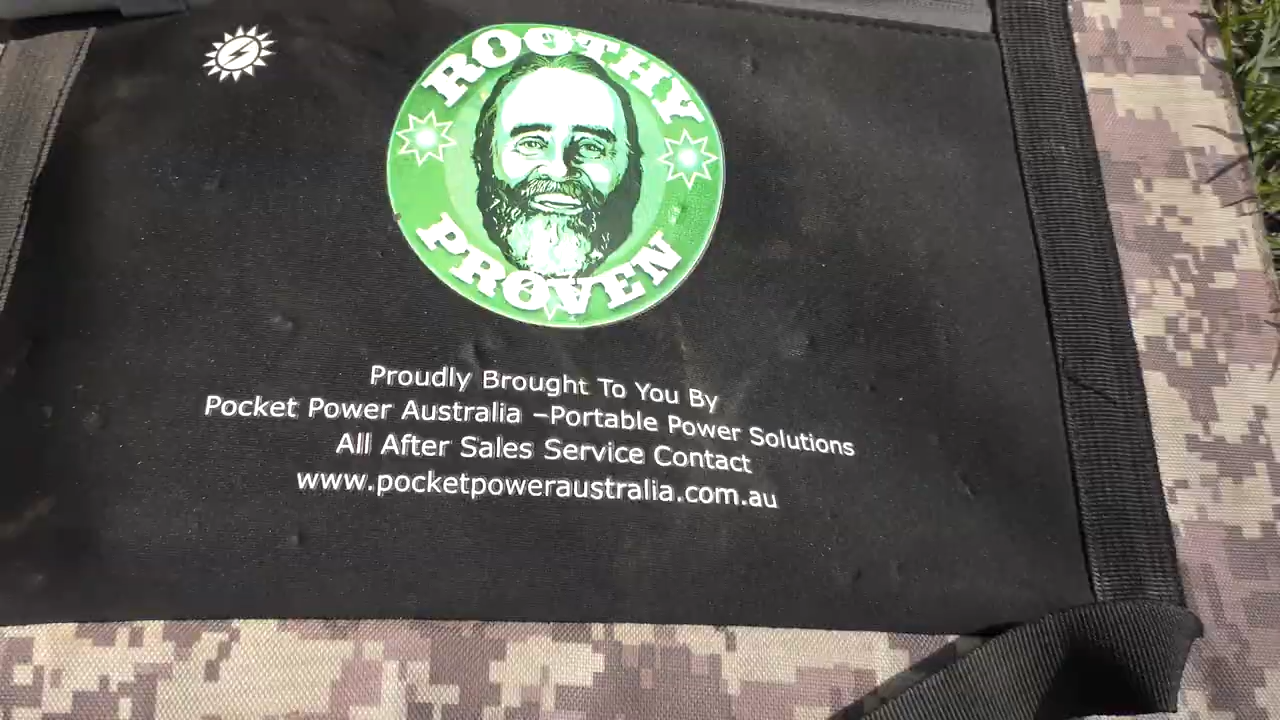 ROOTHY
PROVEN
Proudly Brought To You By
Pocket Power Australia –Portable Power Solutions
All After Sales Service Contact
www.pocketpoweraustralia.com.au